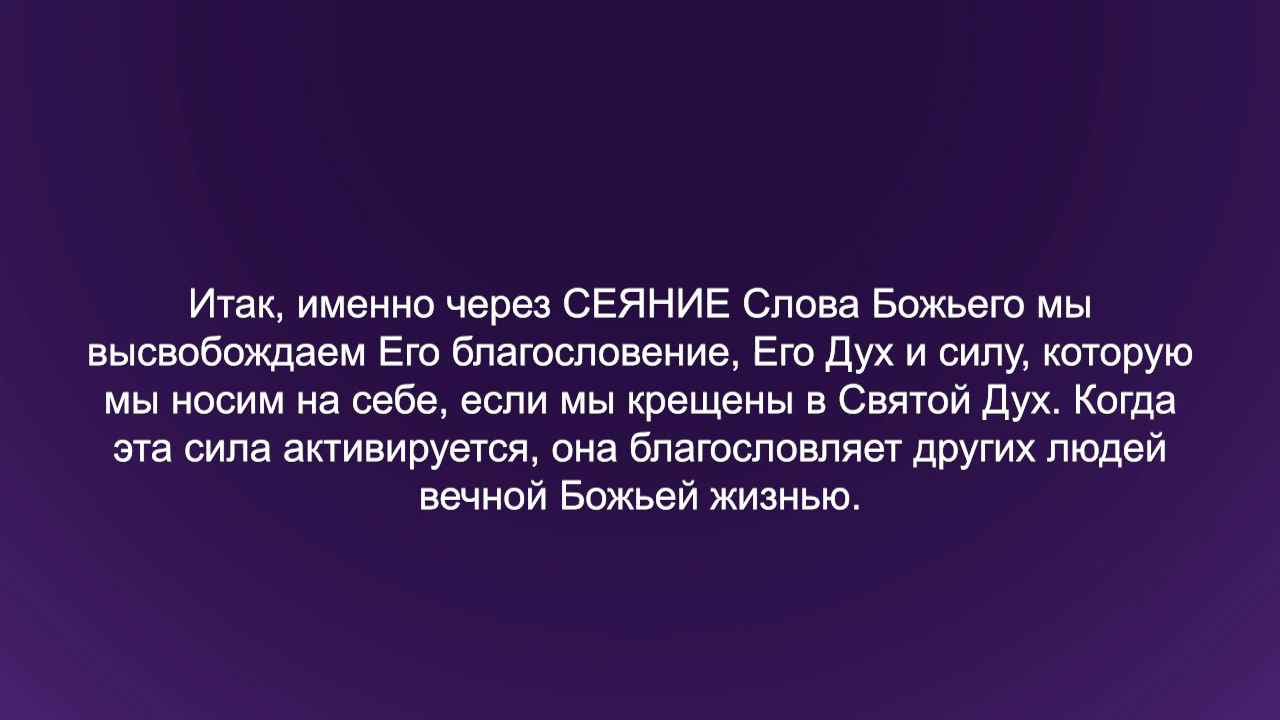 Итак, именно через СЕЯНИЕ Слова Божьего мы
высвобождаем Его благословение, Его Дух и силу, которую
мы носим на себе, если мы крещены в Святой Дух. Когда
эта сила активируется, она благословляет других людей
вечной Божьей жизнью.